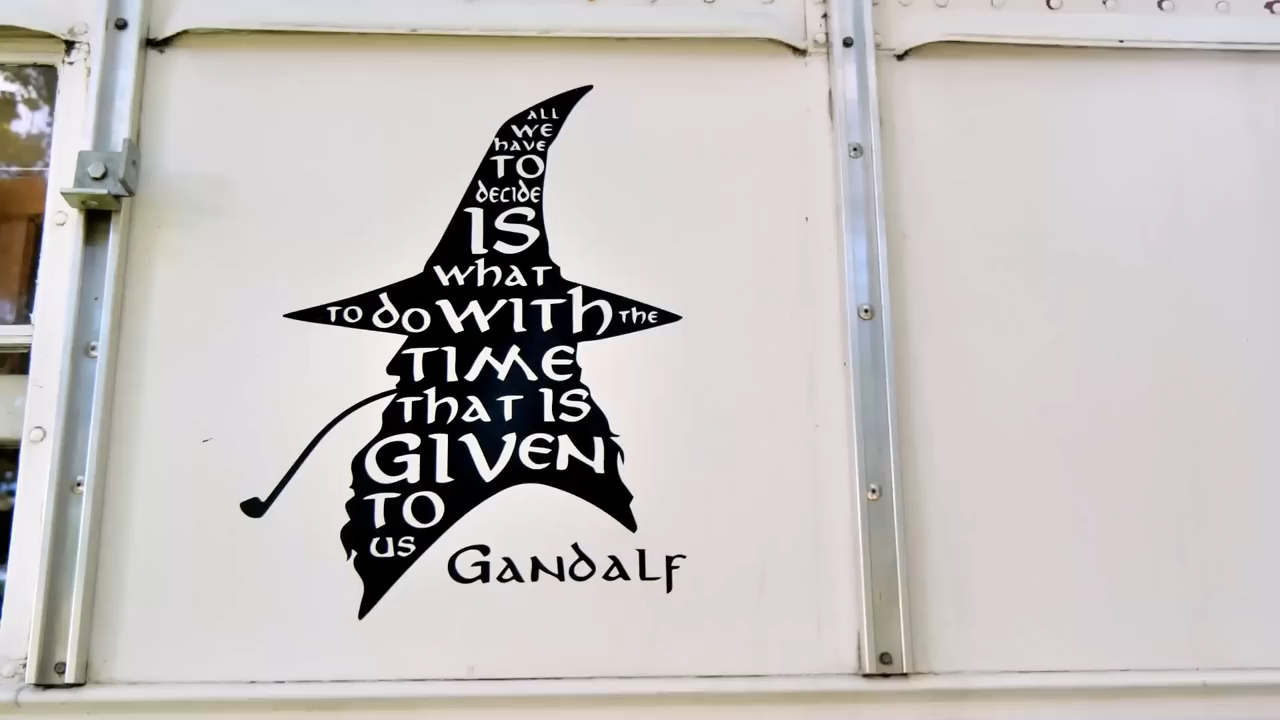 ALL
WE
have
TO
decide
IS
what
TO do WITh THE
TIME
ThaT IS
GIVEN
TO
US
Gandalf